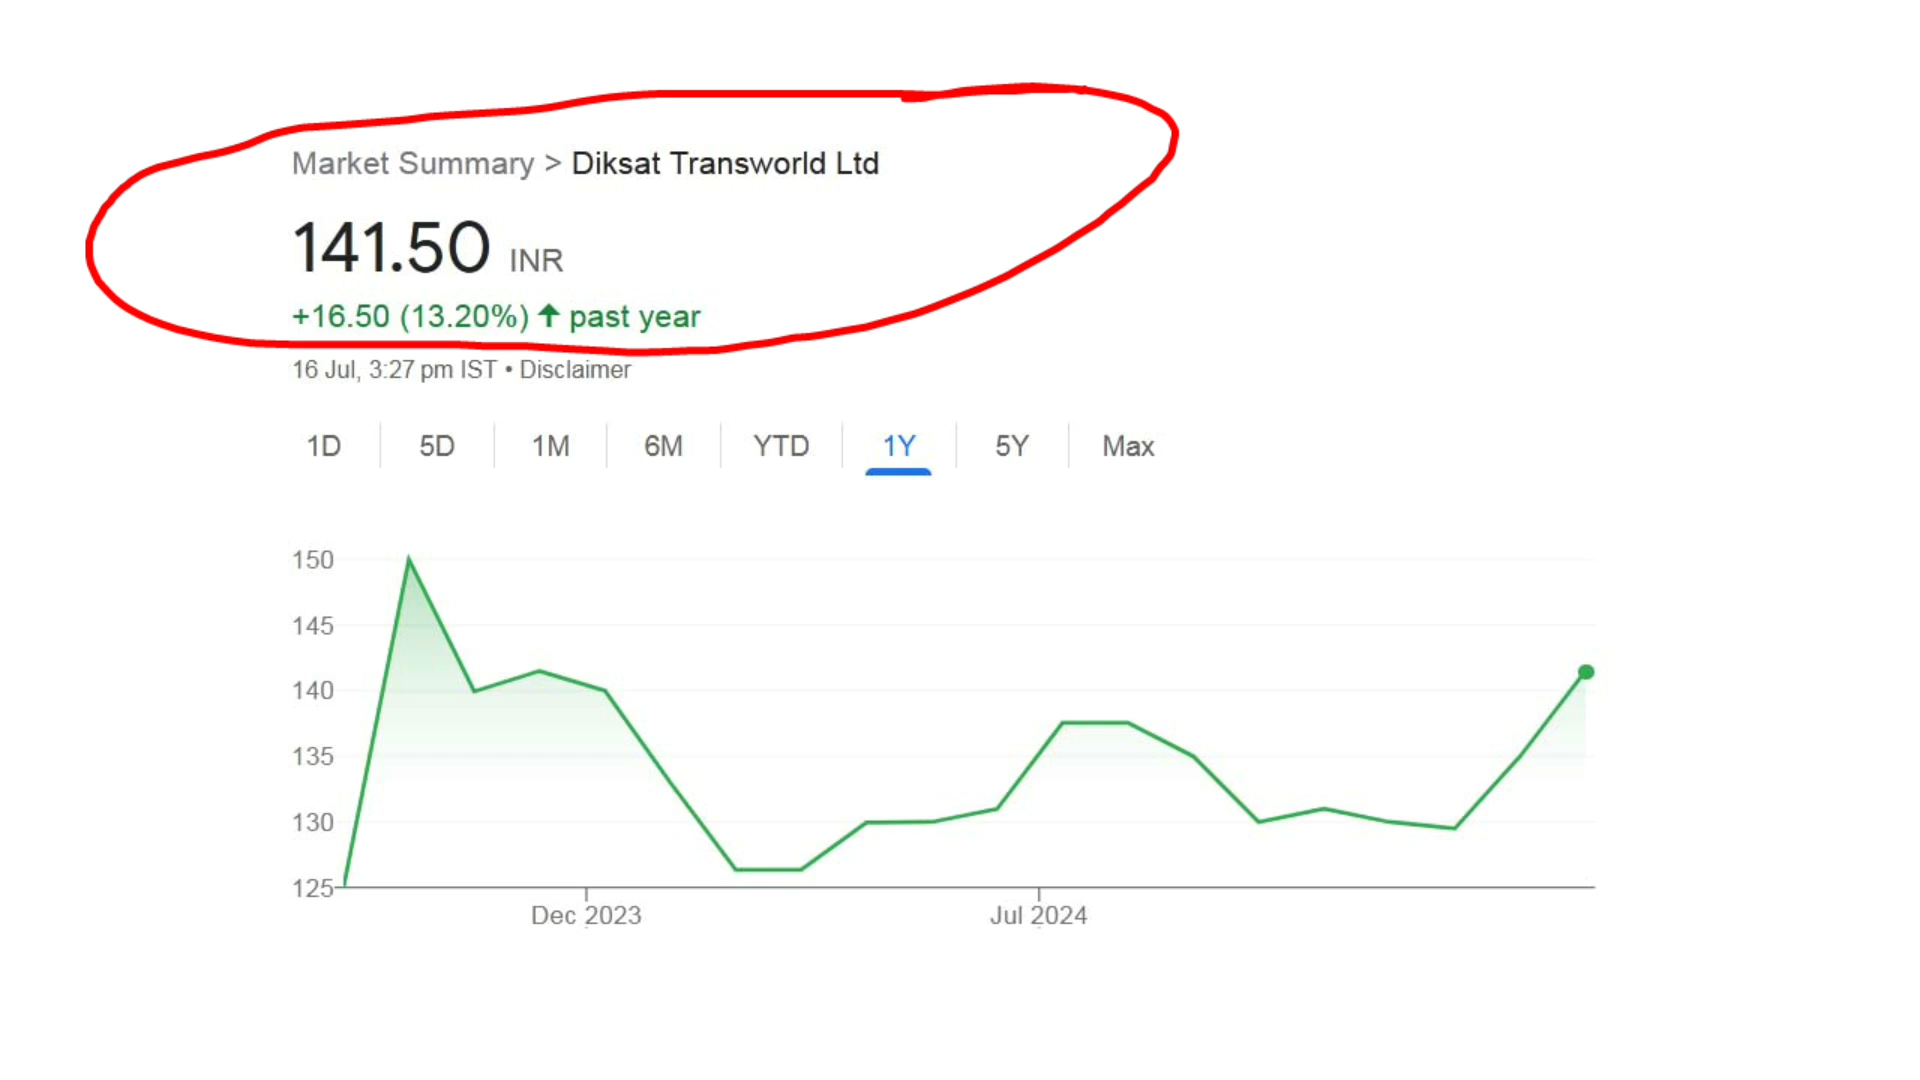 Market Summary > Diksat Transworld Ltd
141.50 INR
+16.50 (13.20%) ↑ past year
16 Jul, 3:27 pm IST • Disclaimer
1D 5D 1M 6M YTD 1Y 5Y Max
150
145
140
135
130
125
Dec 2023 Jul 2024